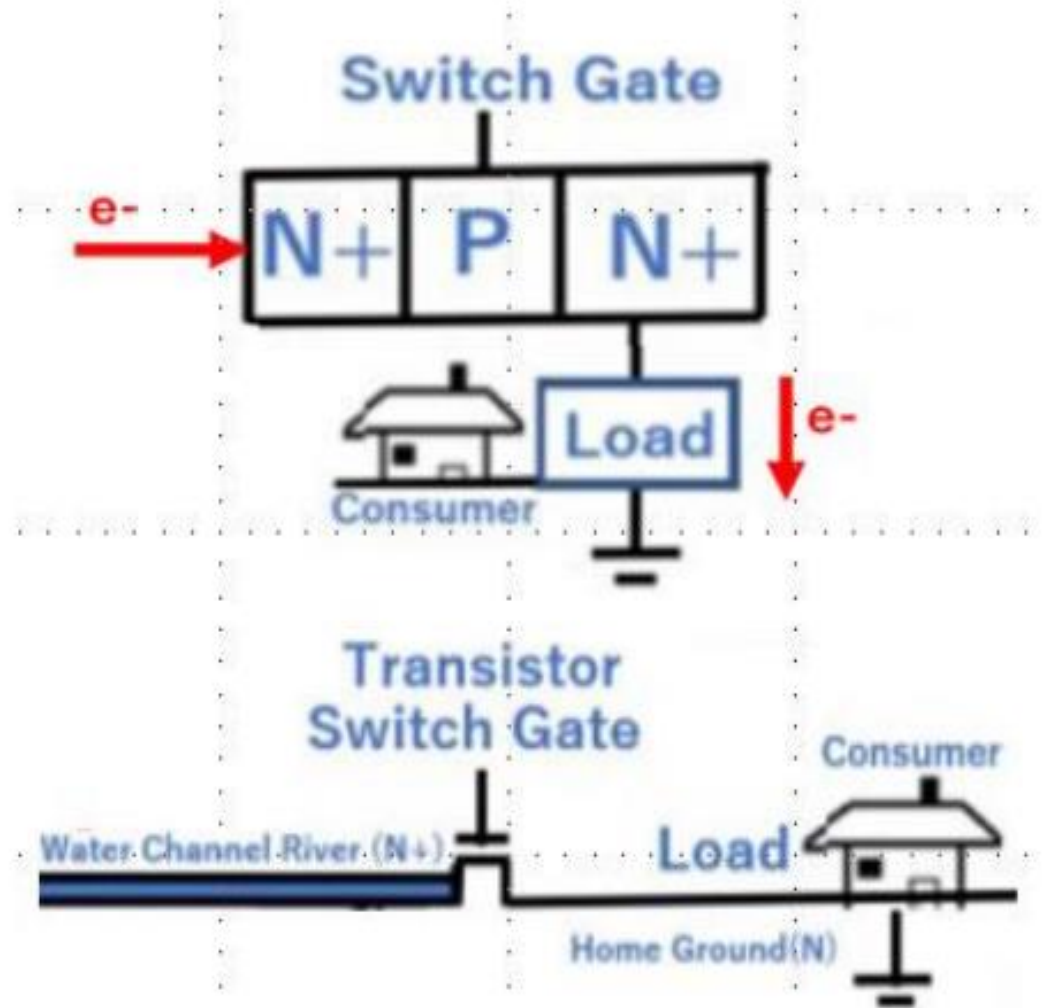 Switch Gate
e-
N+ P N+
Load
e-
Consumer
Transistor
Switch Gate
Consumer
Water Channel River (N+)
Load
Home Ground(N)